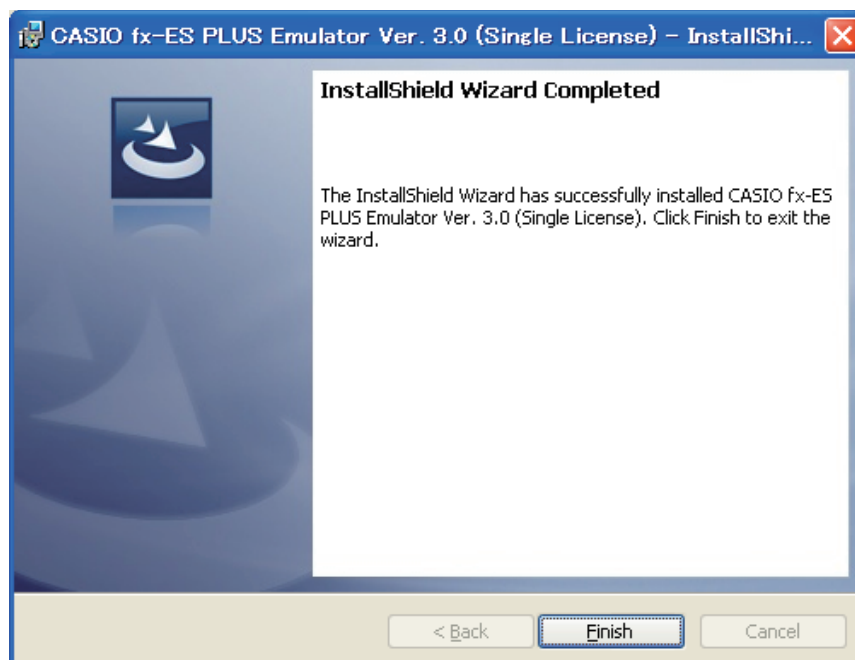 CASIO fx-ES PLUS Emulator Ver. 3.0 (Single License) - InstallShi...
InstallShield Wizard Completed
The InstallShield Wizard has successfully installed CASIO fx-ES
PLUS Emulator Ver. 3.0 (Single License). Click Finish to exit the
wizard.
< Back
Finish
Cancel